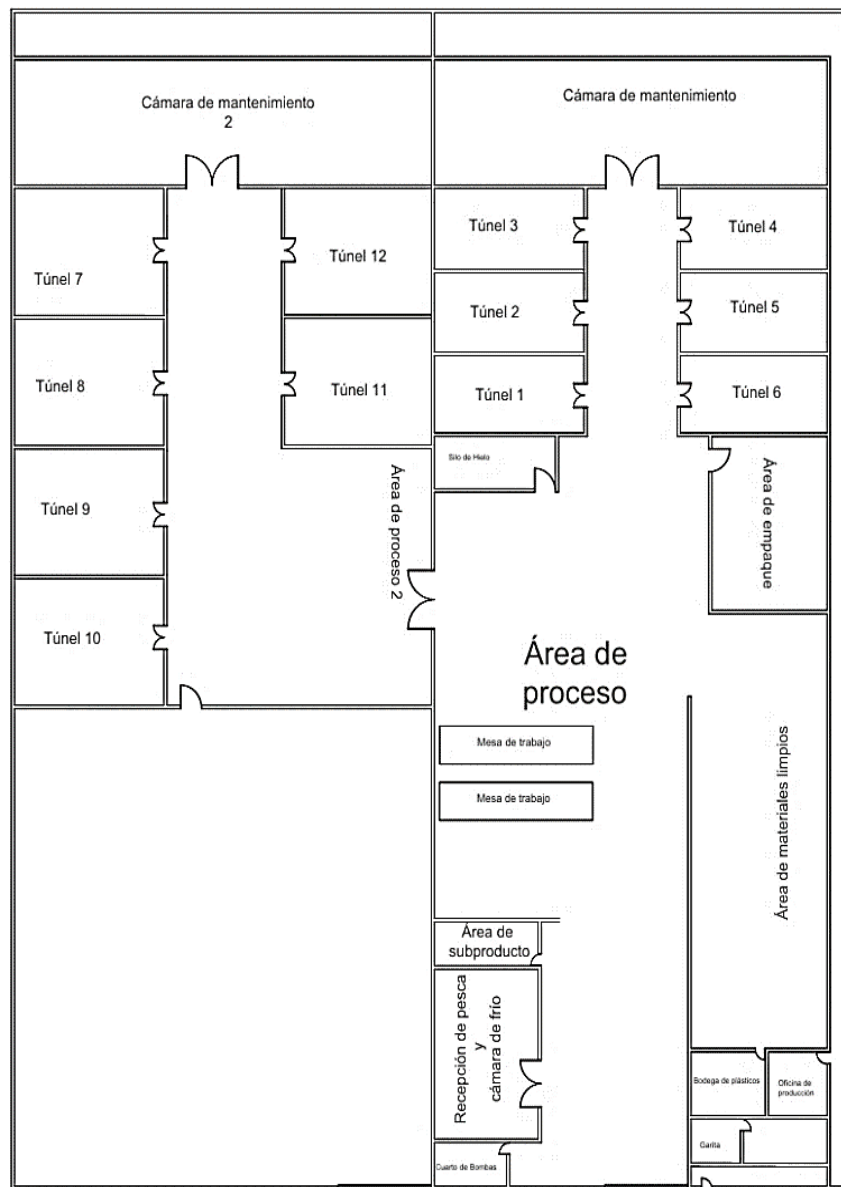 Cámara de mantenimiento
2
Cámara de mantenimiento
Túnel 7
Túnel 12
Túnel 3
Túnel 4
Túnel 2
Túnel 5
Túnel 8
Túnel 11
Túnel 1
Túnel 6
Silo de Hielo
Área de empaque
Área de proceso 2
Túnel 9
Túnel 10
Área de
proceso
Mesa de trabajo
Mesa de trabajo
Área de materiales limpios
Área de
subproducto
Recepción de pesca
y
cámara de frío
Bodega de plásticos
Oficina de
producción
Garita
Cuarto de Bombas